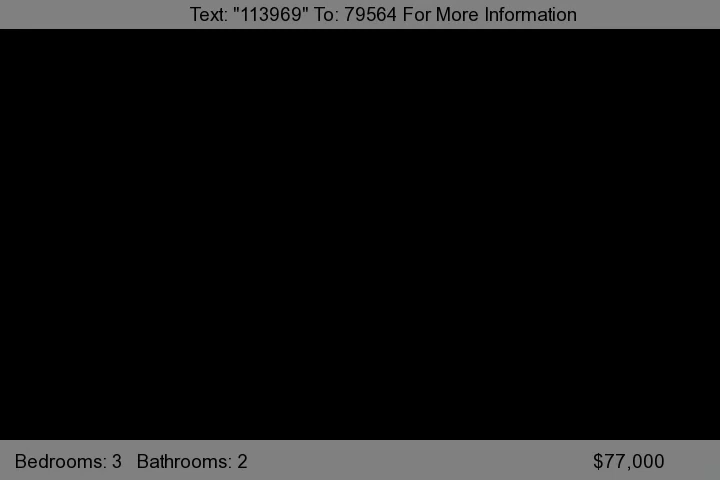 Text: "113969" To: 79564 For More Information
Bedrooms: 3 Bathrooms: 2 $77,000